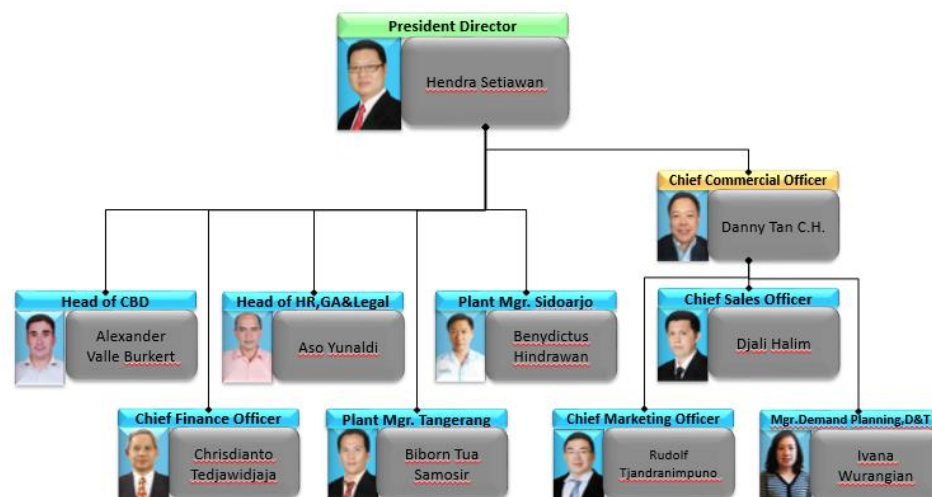 President Director
Hendra Setiawan
Chief Commercial Officer
Danny Tan C.H.
Head of CBD
Alexander
Valle Burkert
Head of HR,GA&Legal
Aso Yunaldi
Plant Mgr. Sidoarjo
Benydictus
Hindrawan
Chief Sales Officer
Djali Halim
Chief Finance Officer
Chrisdianto
Tedjawidjaja
Plant Mgr. Tangerang
Biborn Tua
Samosir
Chief Marketing Officer
Rudolf
Tjandranimpuno
Mgr.Demand Planning,D&T
Ivana
Wurangian